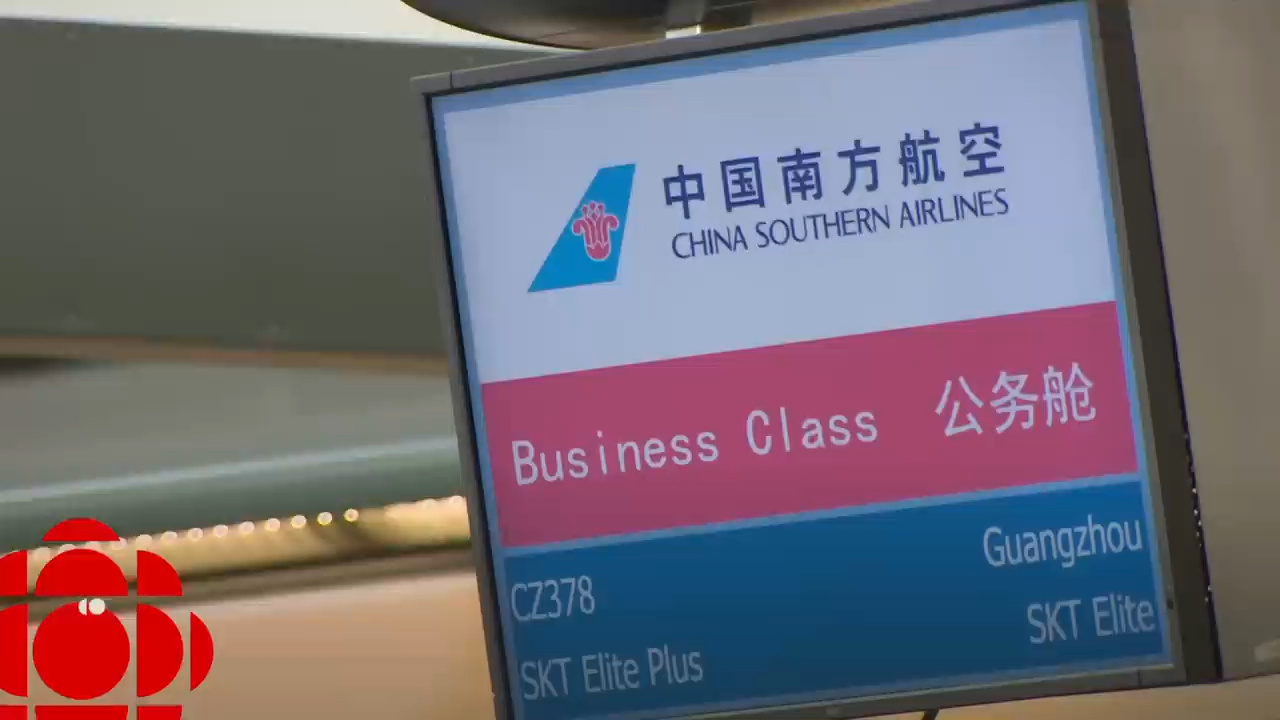 中国南方航空
CHINA SOUTHERN AIRLINES
Business Class 公务舱
CZ378 Guangzhou
SKT Elite Plus SKT Elite